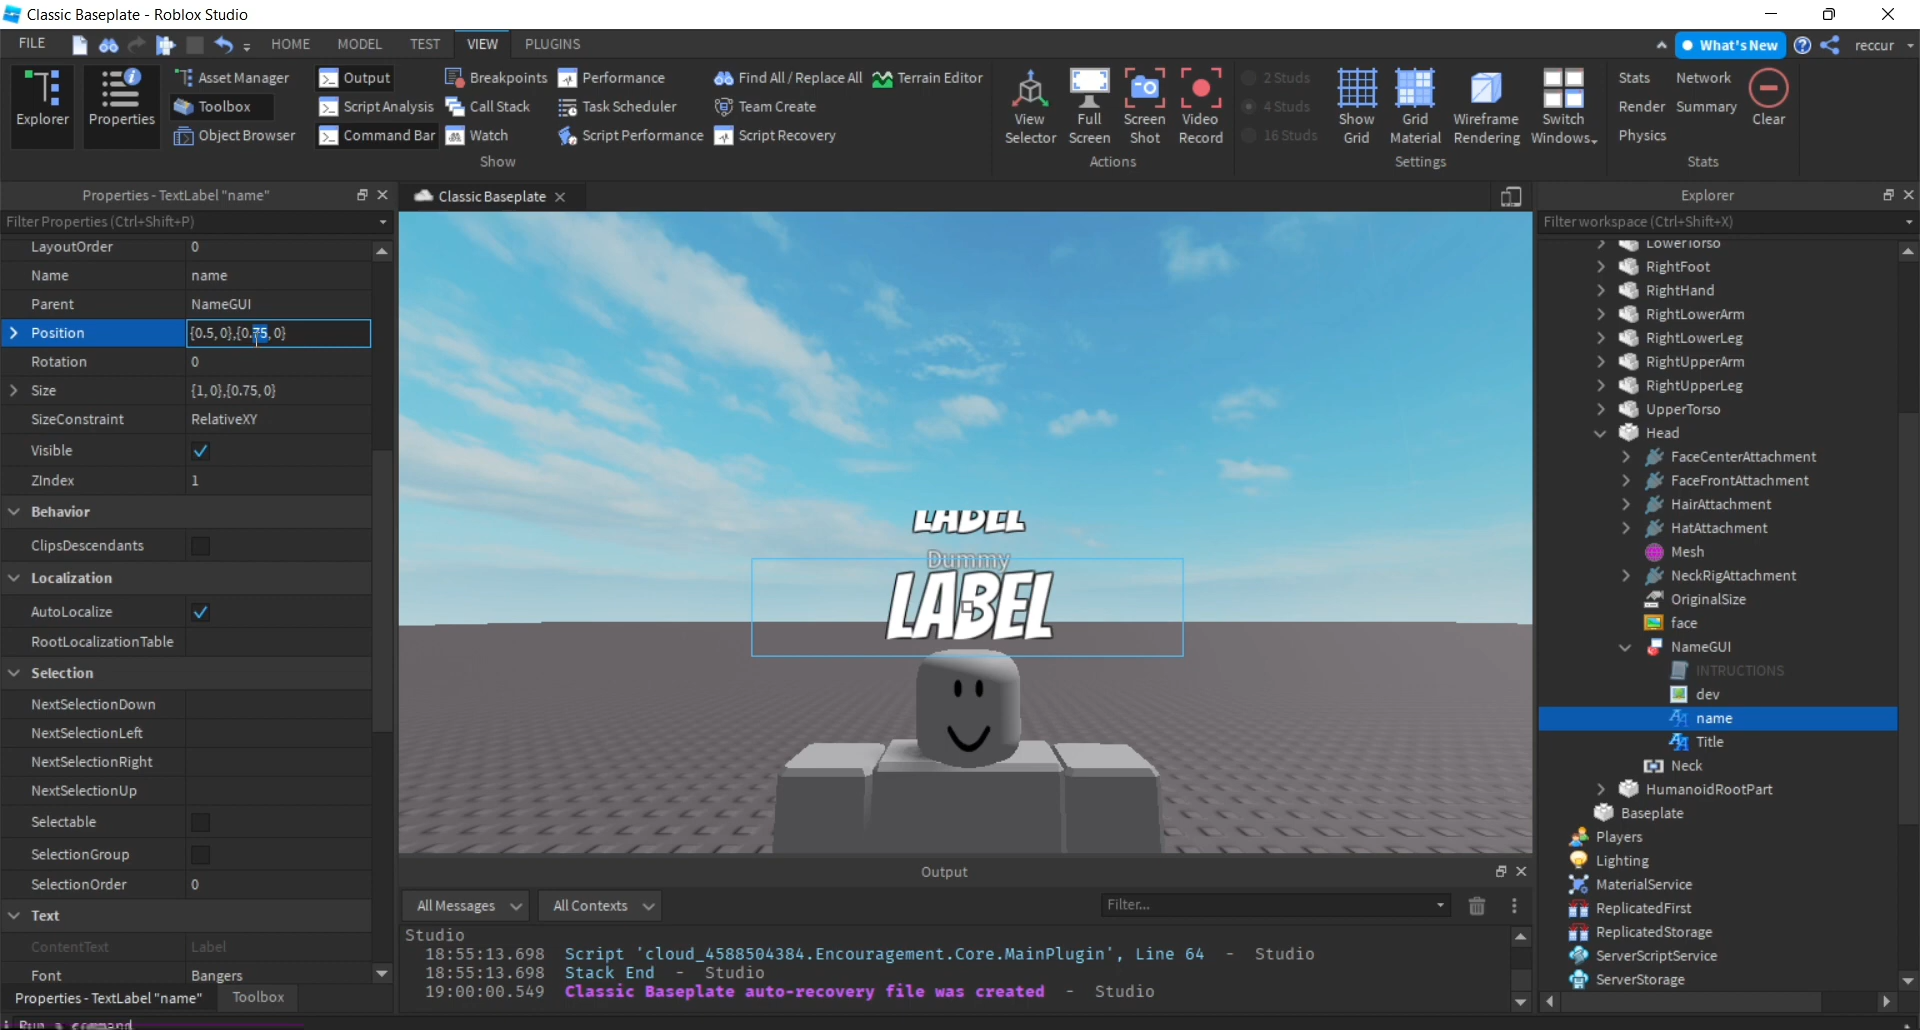 Classic Baseplate - Roblox Studio
FILE HOME MODEL TEST VIEW PLUGINS What's New reccur
Explorer Properties
Asset Manager Output Breakpoints Performance Find All / Replace All Terrain Editor
Toolbox Script Analysis Call Stack Task Scheduler Team Create
Object Browser Command Bar Watch Script Performance Script Recovery
Show
View Selector Full Screen Screen Shot Video Record
Actions
2 Studs
4 Studs
16 Studs
Show Grid Grid Material Wireframe Rendering Switch Windows
Settings
Stats Network
Render Summary
Physics
Clear
Stats
Properties - TextLabel "name"
Filter Properties (Ctrl+Shift+P)
LayoutOrder 0
Name name
Parent NameGUI
Position {0.5, 0},{0.75, 0}
Rotation 0
Size {1, 0},{0.75, 0}
SizeConstraint RelativeXY
Visible
ZIndex 1
Behavior
ClipsDescendants
Localization
AutoLocalize
RootLocalizationTable
Selection
NextSelectionDown
NextSelectionLeft
NextSelectionRight
NextSelectionUp
Selectable
SelectionGroup
SelectionOrder 0
Text
ContentText Label
Font Bangers
Properties - TextLabel "name" Toolbox
Run a command
Classic Baseplate
LABEL
Dummy
LABEL
Output
All Messages All Contexts Filter...
Studio
18:55:13.698 Script 'cloud_4588504384.Encouragement.Core.MainPlugin', Line 64 - Studio
18:55:13.698 Stack End - Studio
19:00:00.549 Classic Baseplate auto-recovery file was created - Studio
Explorer
Filter workspace (Ctrl+Shift+X)
LowerTorso
RightFoot
RightHand
RightLowerArm
RightLowerLeg
RightUpperArm
RightUpperLeg
UpperTorso
Head
FaceCenterAttachment
FaceFrontAttachment
HairAttachment
HatAttachment
Mesh
NeckRigAttachment
OriginalSize
face
NameGUI
INTRUCTIONS
dev
name
Title
Neck
HumanoidRootPart
Baseplate
Players
Lighting
MaterialService
ReplicatedFirst
ReplicatedStorage
ServerScriptService
ServerStorage